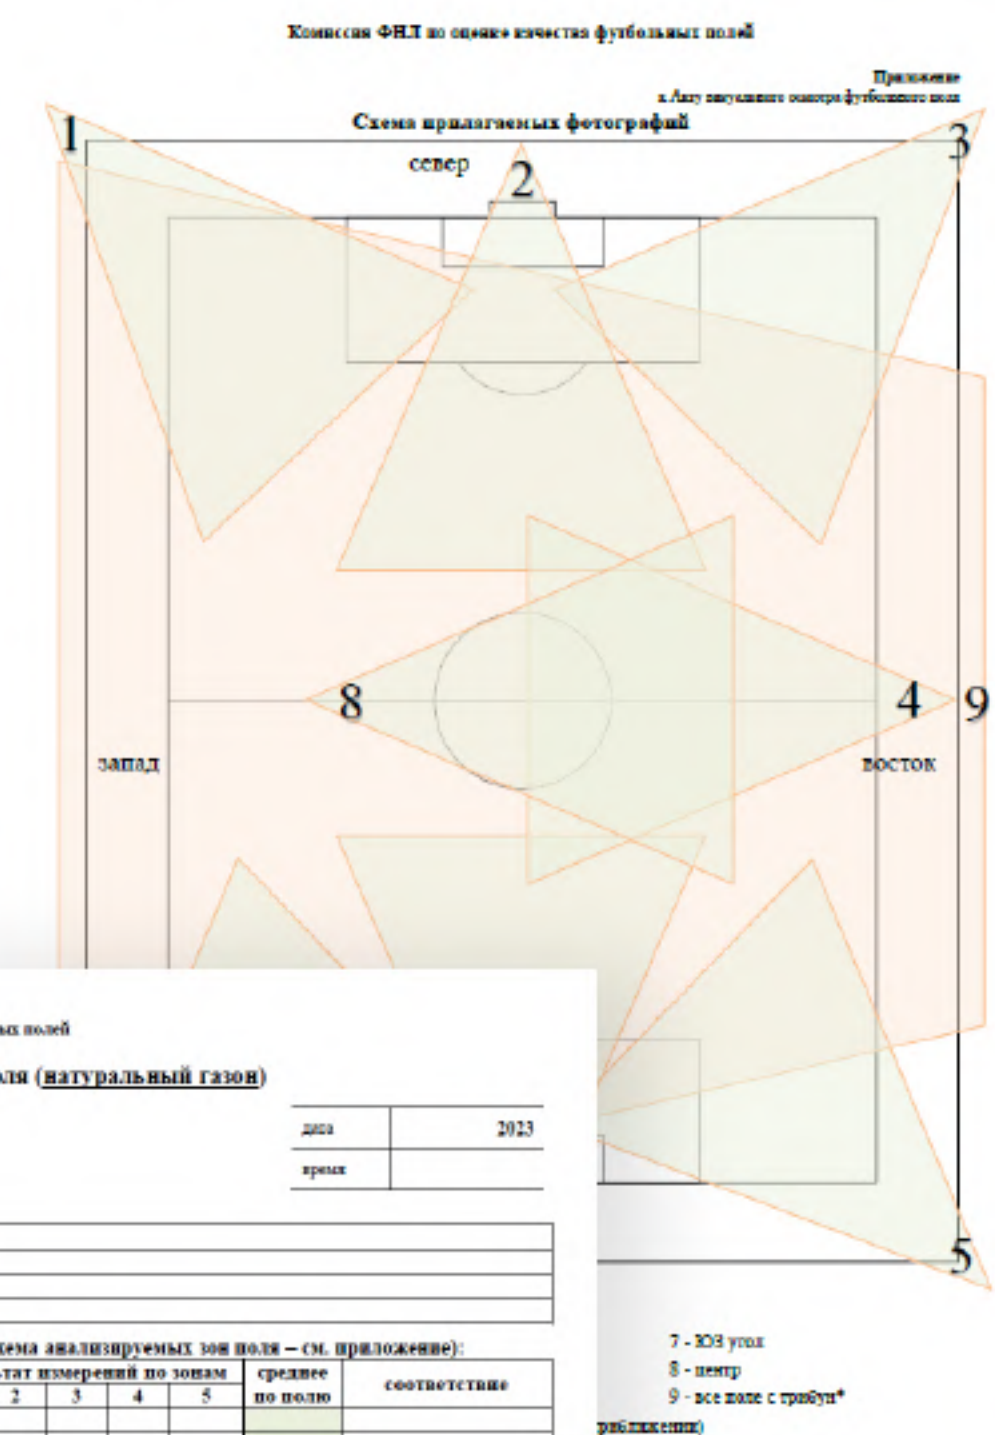 Комиссия ФНЛ по оценке качества футбольных полей
Приложение
к Акту визуального осмотра футбольного поля
Схема прилагаемых фотографий
1
3
север
2
8
4
9
запад
восток
5
7 - ЮЗ угол
8 - центр
9 - все поле с трибун*
риближении)
ых полей
оля (натуральный газон)
дата 2023
время
хема анализируемых зон поля – см. приложение):
тат измерений по зонам среднее по полю соответствие
2 3 4 5